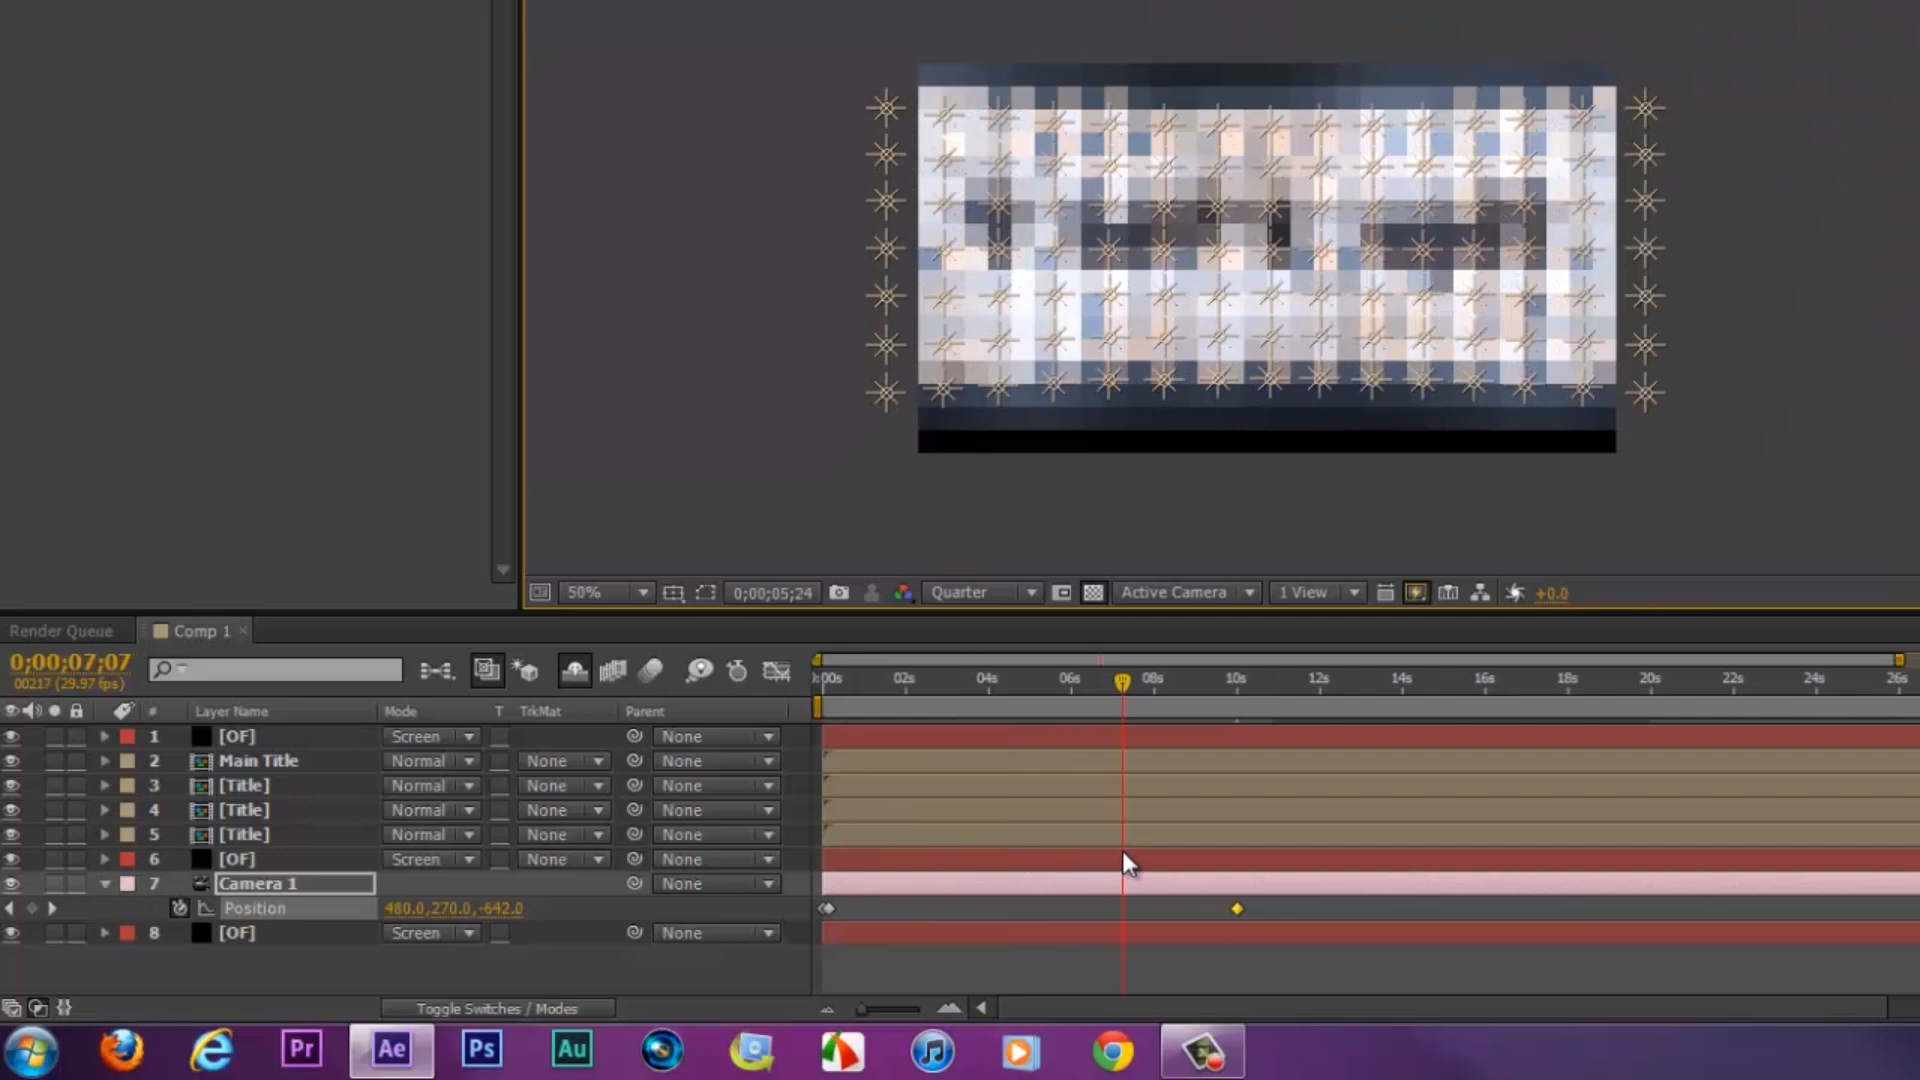 50%
0;00;05;24
Quarter
Active Camera
1 View
+0.0
Render Queue
Comp 1
0;00;07;07
00217 (29.97 fps)
:00s 02s 04s 06s 08s 10s 12s 14s 16s 18s 20s 22s 24s 26s
# Layer Name Mode T TrkMat Parent
1 [OF] Screen None
2 Main Title Normal None None
3 [Title] Normal None None
4 [Title] Normal None None
5 [Title] Normal None None
6 [OF] Screen None None
7 Camera 1 None
Position 480.0,270.0,-642.0
8 [OF] Screen None
Toggle Switches / Modes
Pr Ae Ps Au